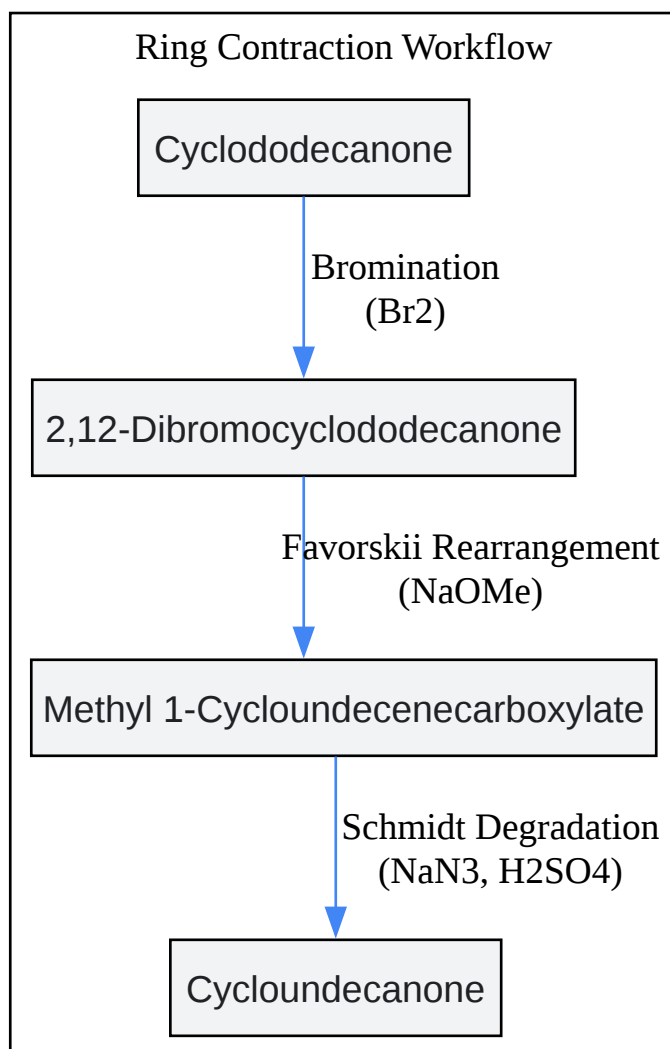 Ring Contraction Workflow
Cyclododecanone
Bromination
(Br2)
2,12-Dibromocyclododecanone
Favorskii Rearrangement
(NaOMe)
Methyl 1-Cycloundecenecarboxylate
Schmidt Degradation
(NaN3, H2SO4)
Cycloundecanone